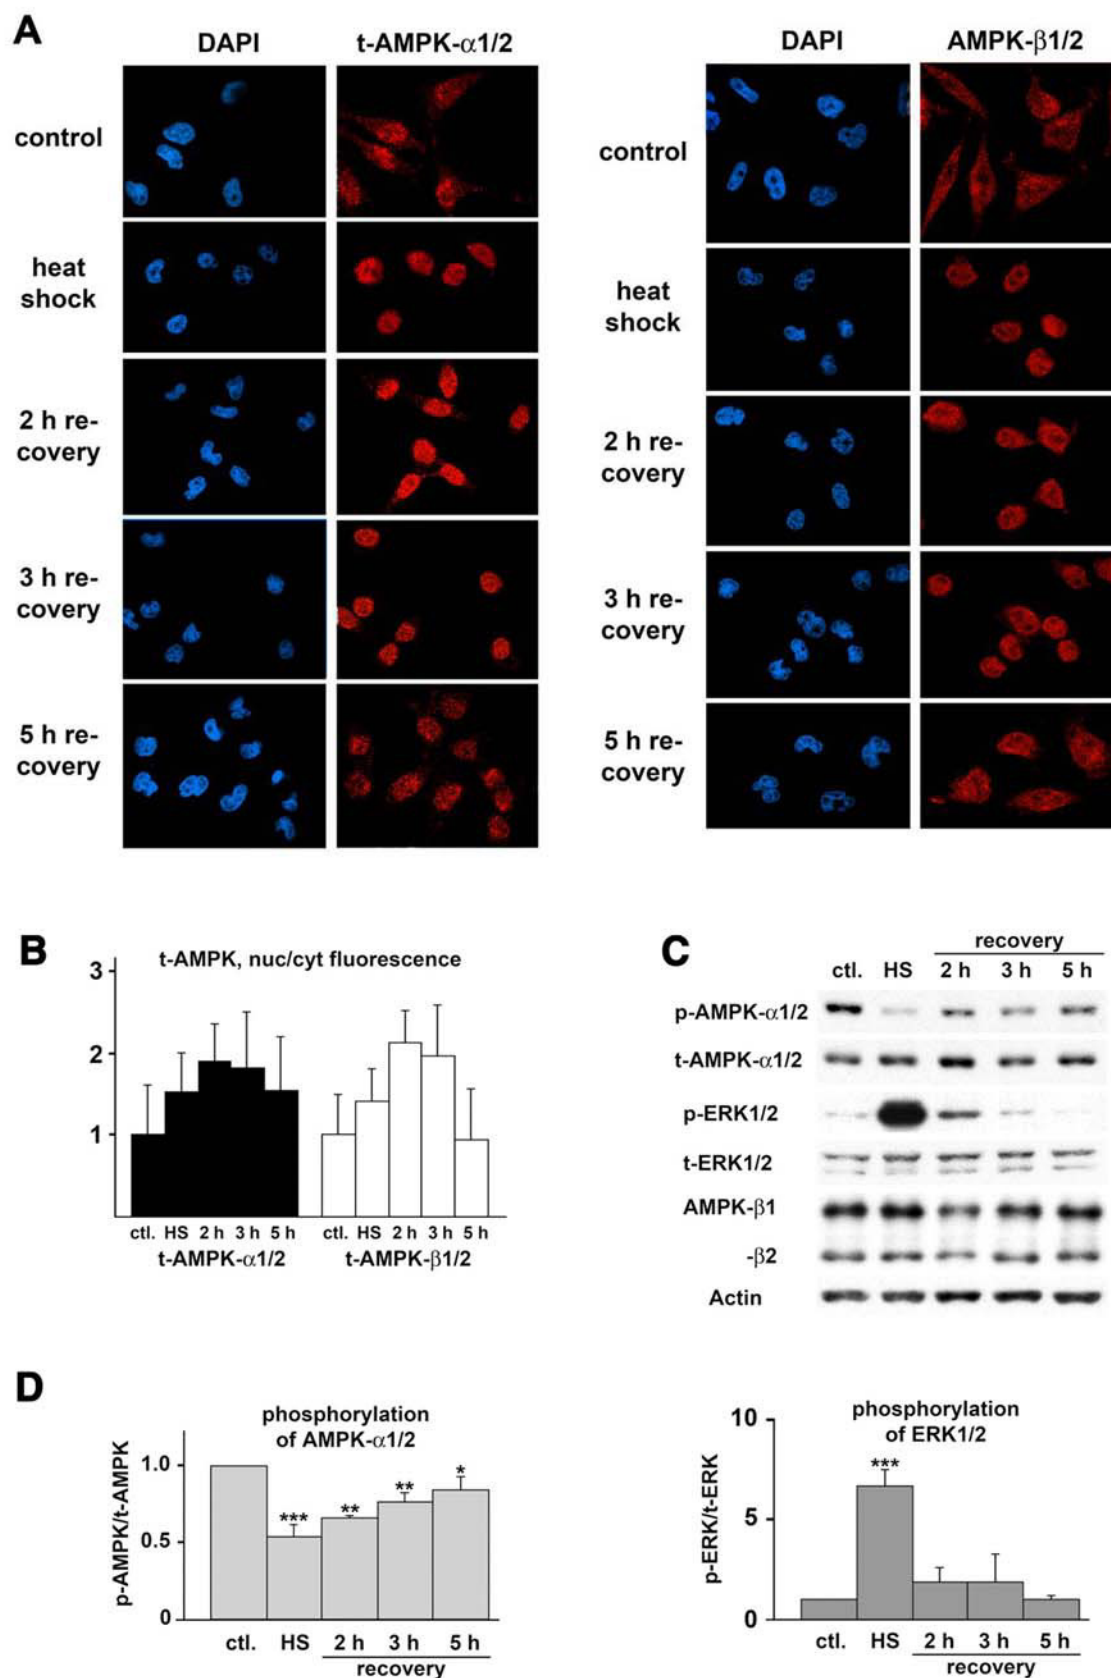 A
DAPI t-AMPK-α1/2
control
heat
shock
2 h re-
covery
3 h re-
covery
5 h re-
covery
DAPI AMPK-β1/2
control
heat
shock
2 h re-
covery
3 h re-
covery
5 h re-
covery
B
t-AMPK, nuc/cyt fluorescence
3
2
1
ctl. HS 2 h 3 h 5 h ctl. HS 2 h 3 h 5 h
t-AMPK-α1/2 t-AMPK-β1/2
C
recovery
ctl. HS 2 h 3 h 5 h
p-AMPK-α1/2
t-AMPK-α1/2
p-ERK1/2
t-ERK1/2
AMPK-β1
-β2
Actin
D
phosphorylation
of AMPK-α1/2
p-AMPK/t-AMPK
1.0
0.5
0
*** ** ** *
ctl. HS 2 h 3 h 5 h
recovery
phosphorylation
of ERK1/2
p-ERK/t-ERK
10
5
0
***
ctl. HS 2 h 3 h 5 h
recovery